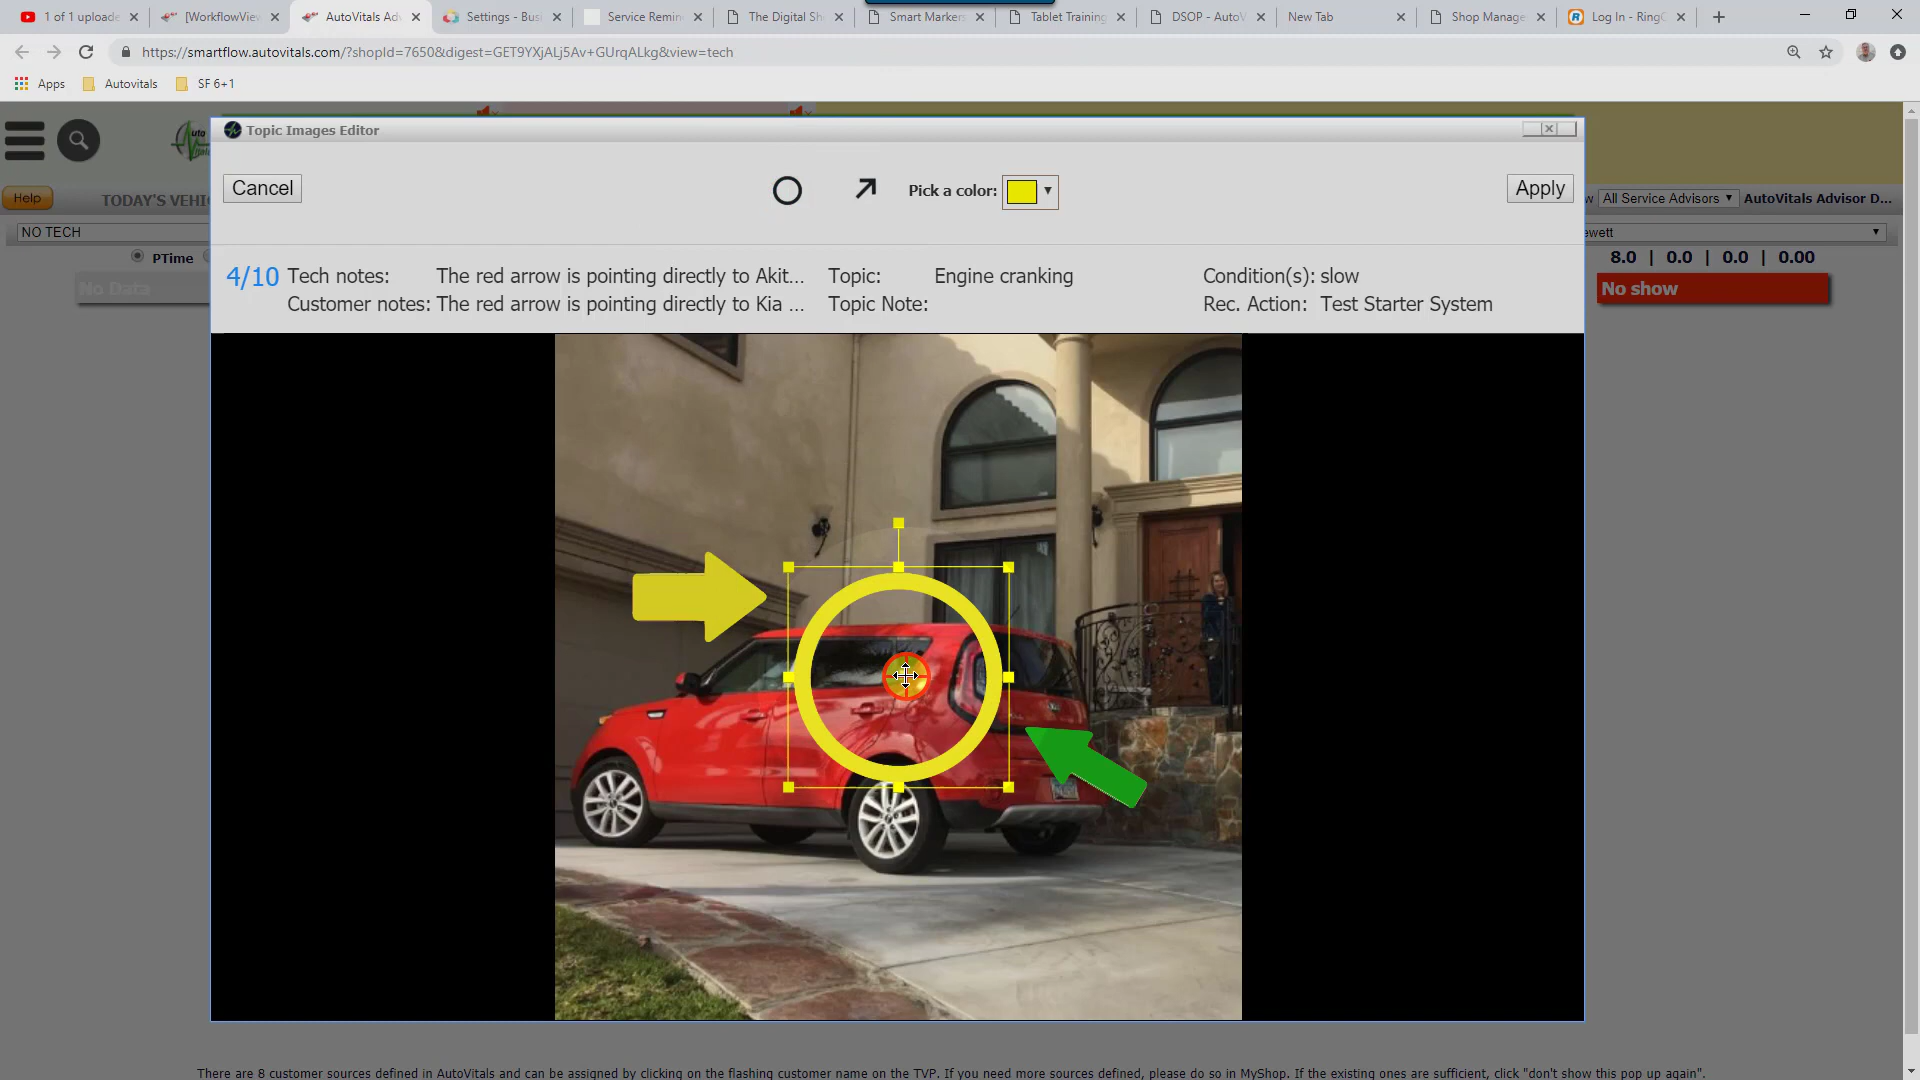 1 of 1 uploade
[WorkflowView
AutoVitals Adv
Settings - Busi
Service Remin
The Digital Sh
Smart Markers
Tablet Training
DSOP - AutoV
New Tab
Shop Manage
Log In - RingC
https://smartflow.autovitals.com/?shopId=7650&digest=GET9YXjALj5Av+GUrqALkg&view=tech
Apps
Autovitals
SF 6+1
Topic Images Editor
Cancel
Pick a color:
Apply
Help
TODAY'S VEHI
w
All Service Advisors
AutoVitals Advisor D...
NO TECH
ewett
PTime
8.0 | 0.0 | 0.0 | 0.00
No Data
No show
4/10
Tech notes: The red arrow is pointing directly to Akit...
Topic: Engine cranking
Condition(s): slow
Customer notes: The red arrow is pointing directly to Kia ...
Topic Note:
Rec. Action: Test Starter System
There are 8 customer sources defined in AutoVitals and can be assigned by clicking on the flashing customer name on the TVP. If you need more sources defined, please do so in MyShop. If the existing ones are sufficient, click "don't show this pop up again".